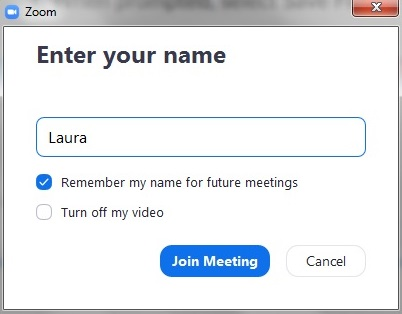 Zoom
Enter your name
Laura
Remember my name for future meetings
Turn off my video
Join Meeting Cancel